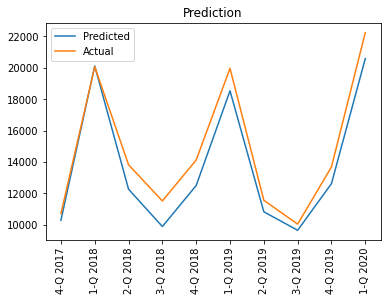 Prediction
Predicted
Actual
22000
20000
18000
16000
14000
12000
10000
4-Q 2017
1-Q 2018
2-Q 2018
3-Q 2018
4-Q 2018
1-Q 2019
2-Q 2019
3-Q 2019
4-Q 2019
1-Q 2020